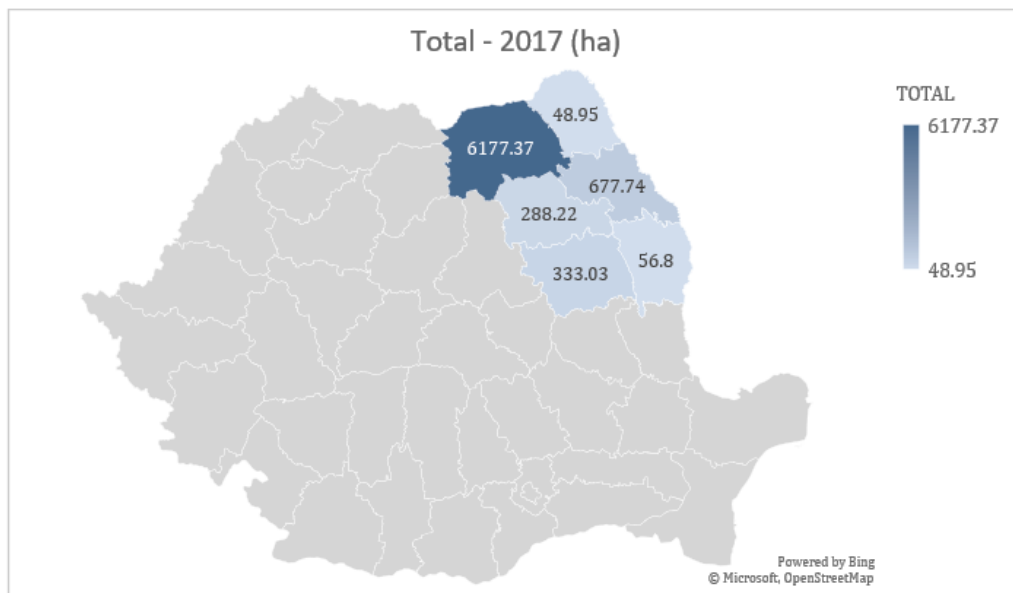 Total - 2017 (ha)
TOTAL
6177.37
48.95
48.95
6177.37
677.74
288.22
333.03
56.8
Powered by Bing
© Microsoft, OpenStreetMap